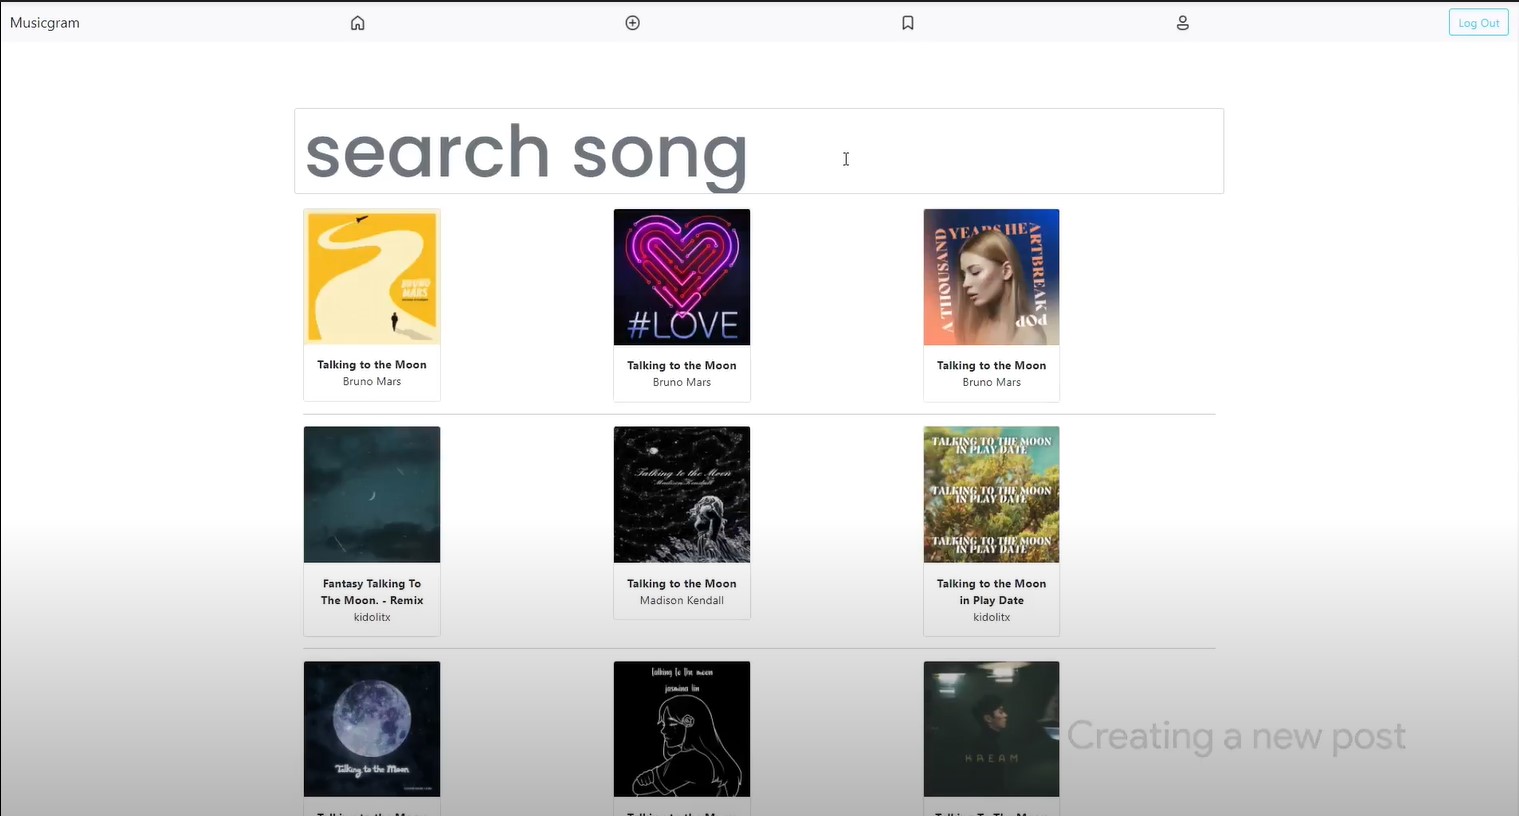 Musicgram
Log Out
search song
BRUNO
MARS
#LOVE
A THOUSAND YEARS HEARTBREAK POP
Talking to the Moon
Bruno Mars
Talking to the Moon
Bruno Mars
Talking to the Moon
Bruno Mars
Talking to the Moon
Madison Kendall
TALKING TO THE MOON
IN PLAY DATE
TALKING TO THE MOON
IN PLAY DATE
TALKING TO THE MOON
IN PLAY DATE
Fantasy Talking To
The Moon. - Remix
kidolitx
Talking to the Moon
Madison Kendall
Talking to the Moon
in Play Date
kidolitx
Talking to the Moon
talking to the moon
jasmina lin
KREAM
Creating a new post